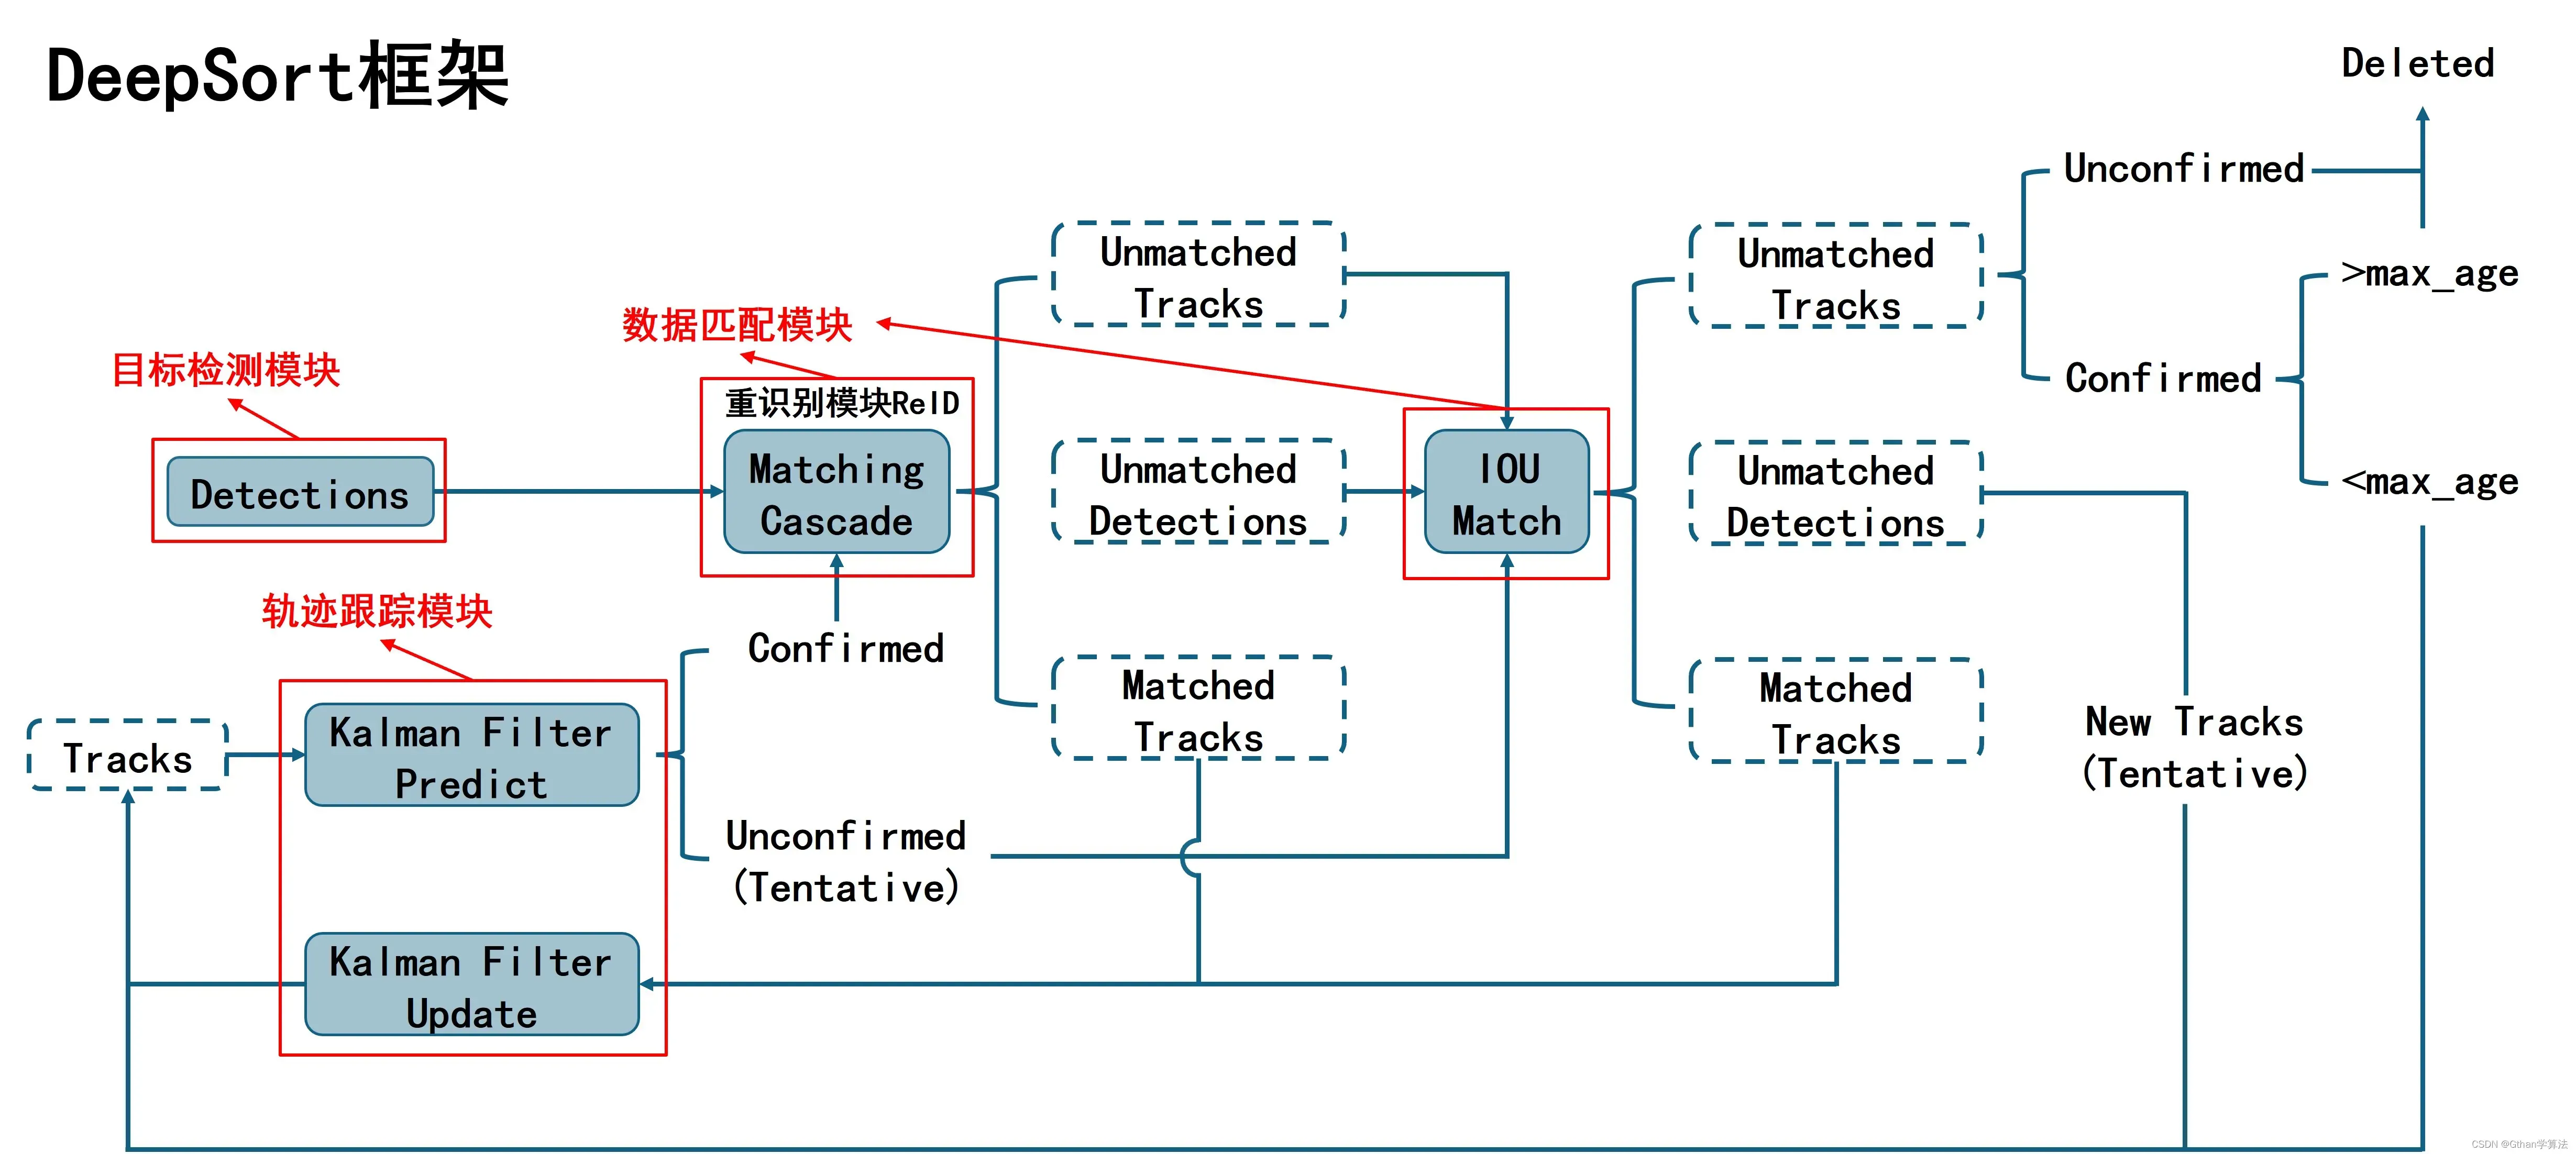 DeepSort框架
Deleted
Unconfirmed
Unmatched
Tracks
Unmatched
Tracks
>max_age
数据匹配模块
目标检测模块
Confirmed
重识别模块ReID
Detections
Matching
Cascade
Unmatched
Detections
IOU
Match
Unmatched
Detections
<max_age
轨迹跟踪模块
Confirmed
Tracks
Kalman Filter
Predict
Matched
Tracks
Matched
Tracks
New Tracks
(Tentative)
Unconfirmed
(Tentative)
Kalman Filter
Update
CSDN @Gthan学算法